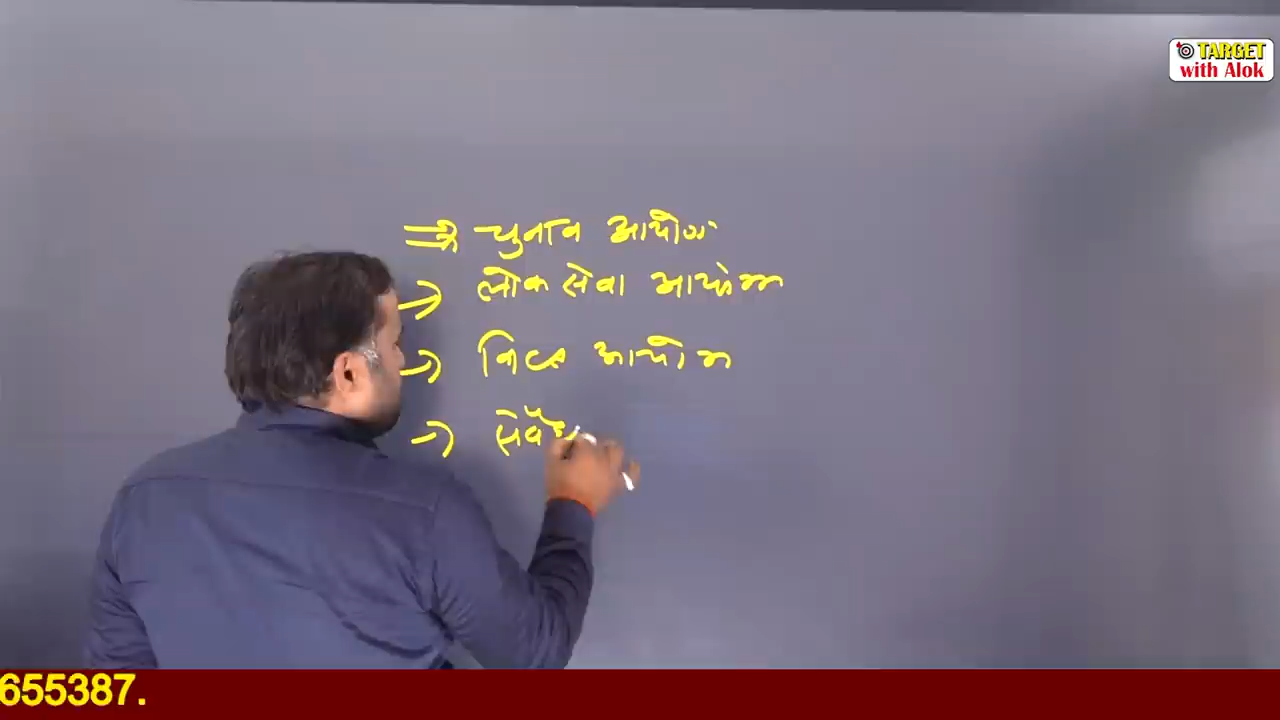 TARGET
with Alok
⇒ चुनाव आयोग
→ लोक सेवा आयोग
→ वित्त आयोग
→
655387.